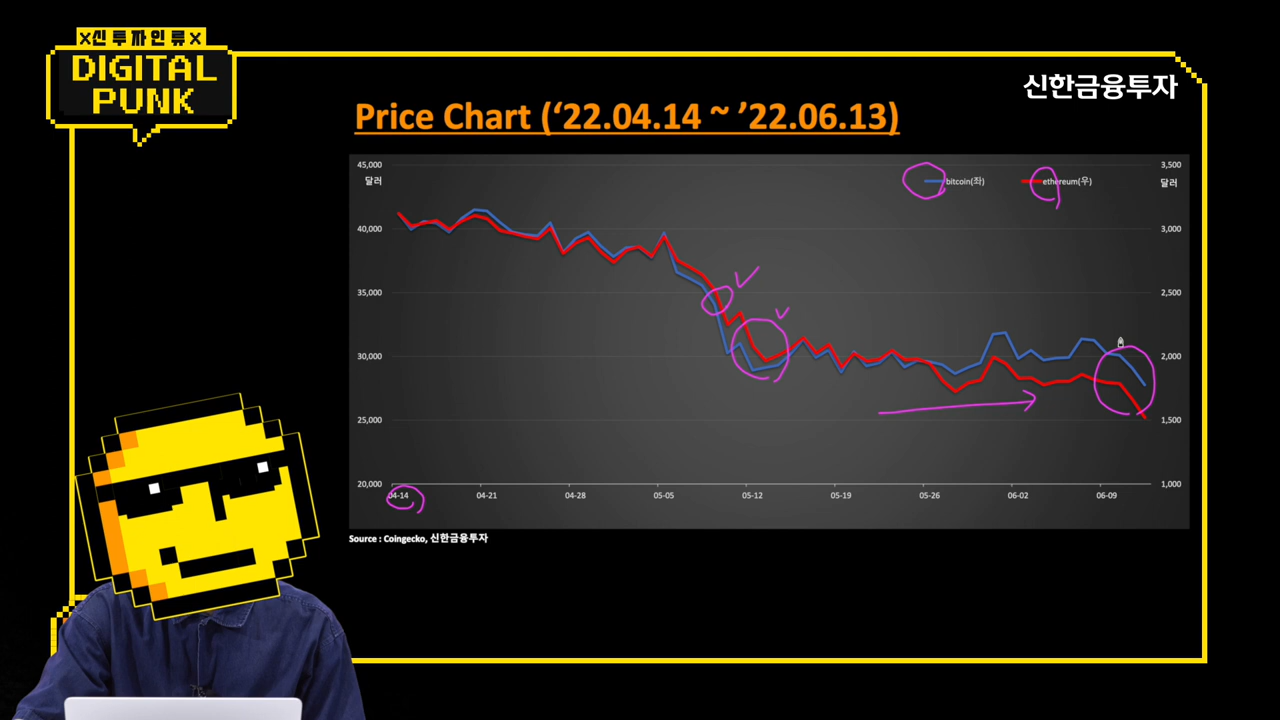 X신 투자인류X
DIGITAL
PUNK
신한금융투자
Price Chart (‘22.04.14 ~ ’22.06.13)
45,000
달러
40,000
35,000
30,000
25,000
20,000
bitcoin(좌)
ethereum(우)
3,500
달러
3,000
2,500
2,000
1,500
1,000
04-14
04-21
04-28
05-05
05-12
05-19
05-26
06-02
06-09
Source : Coingecko, 신한금융투자